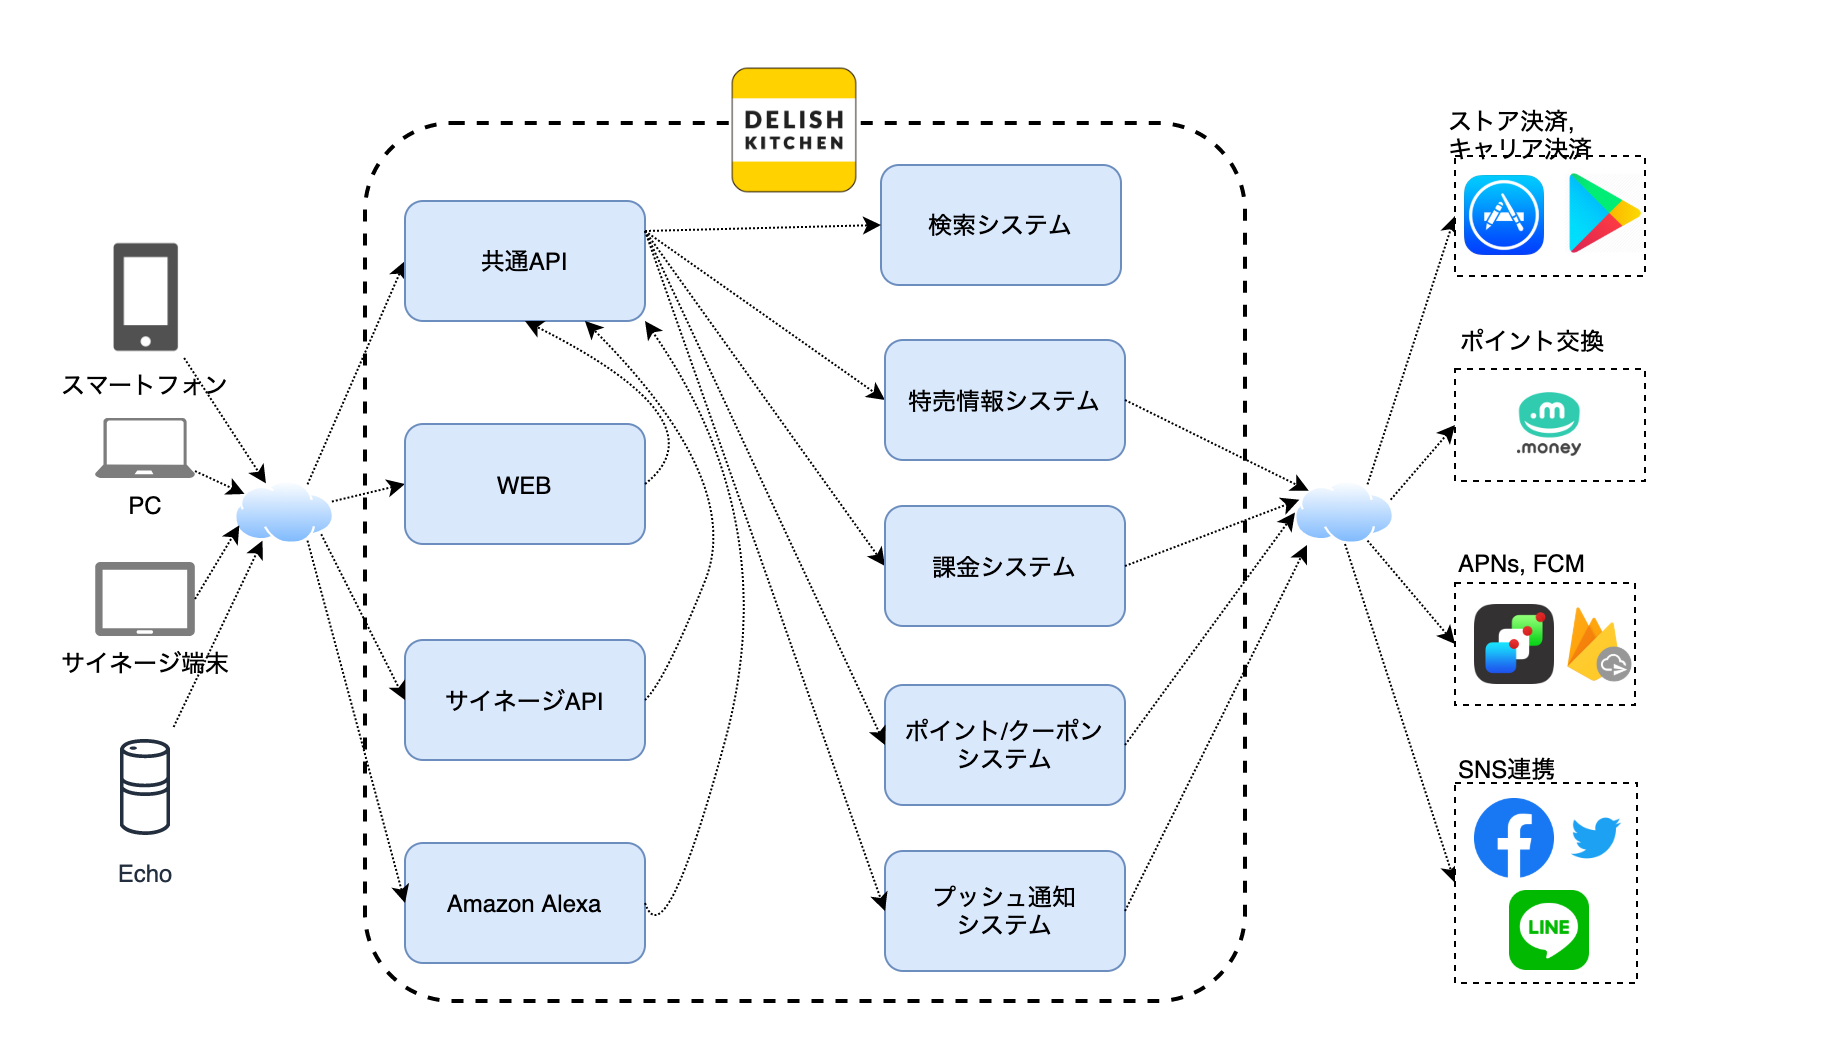 DELISH
KITCHEN
スマートフォン
PC
サイネージ端末
Echo
共通API
WEB
サイネージAPI
Amazon Alexa
検索システム
特売情報システム
課金システム
ポイント/クーポン
システム
プッシュ通知
システム
ストア決済,
キャリア決済
ポイント交換
.m
.money
APNs, FCM
SNS連携
LINE